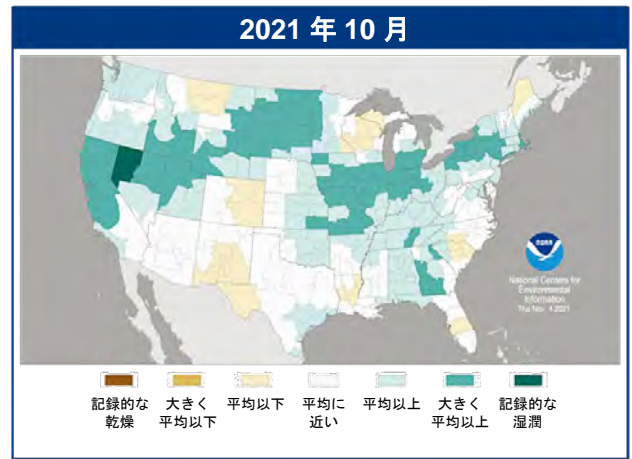 2021 年 10 月
NOAA
National Centers for
Environmental
Information
Thu Nov 4 2021
記録的な
乾燥
大きく
平均以下
平均以下
平均に
近い
平均以上
大きく
平均以上
記録的な
湿潤